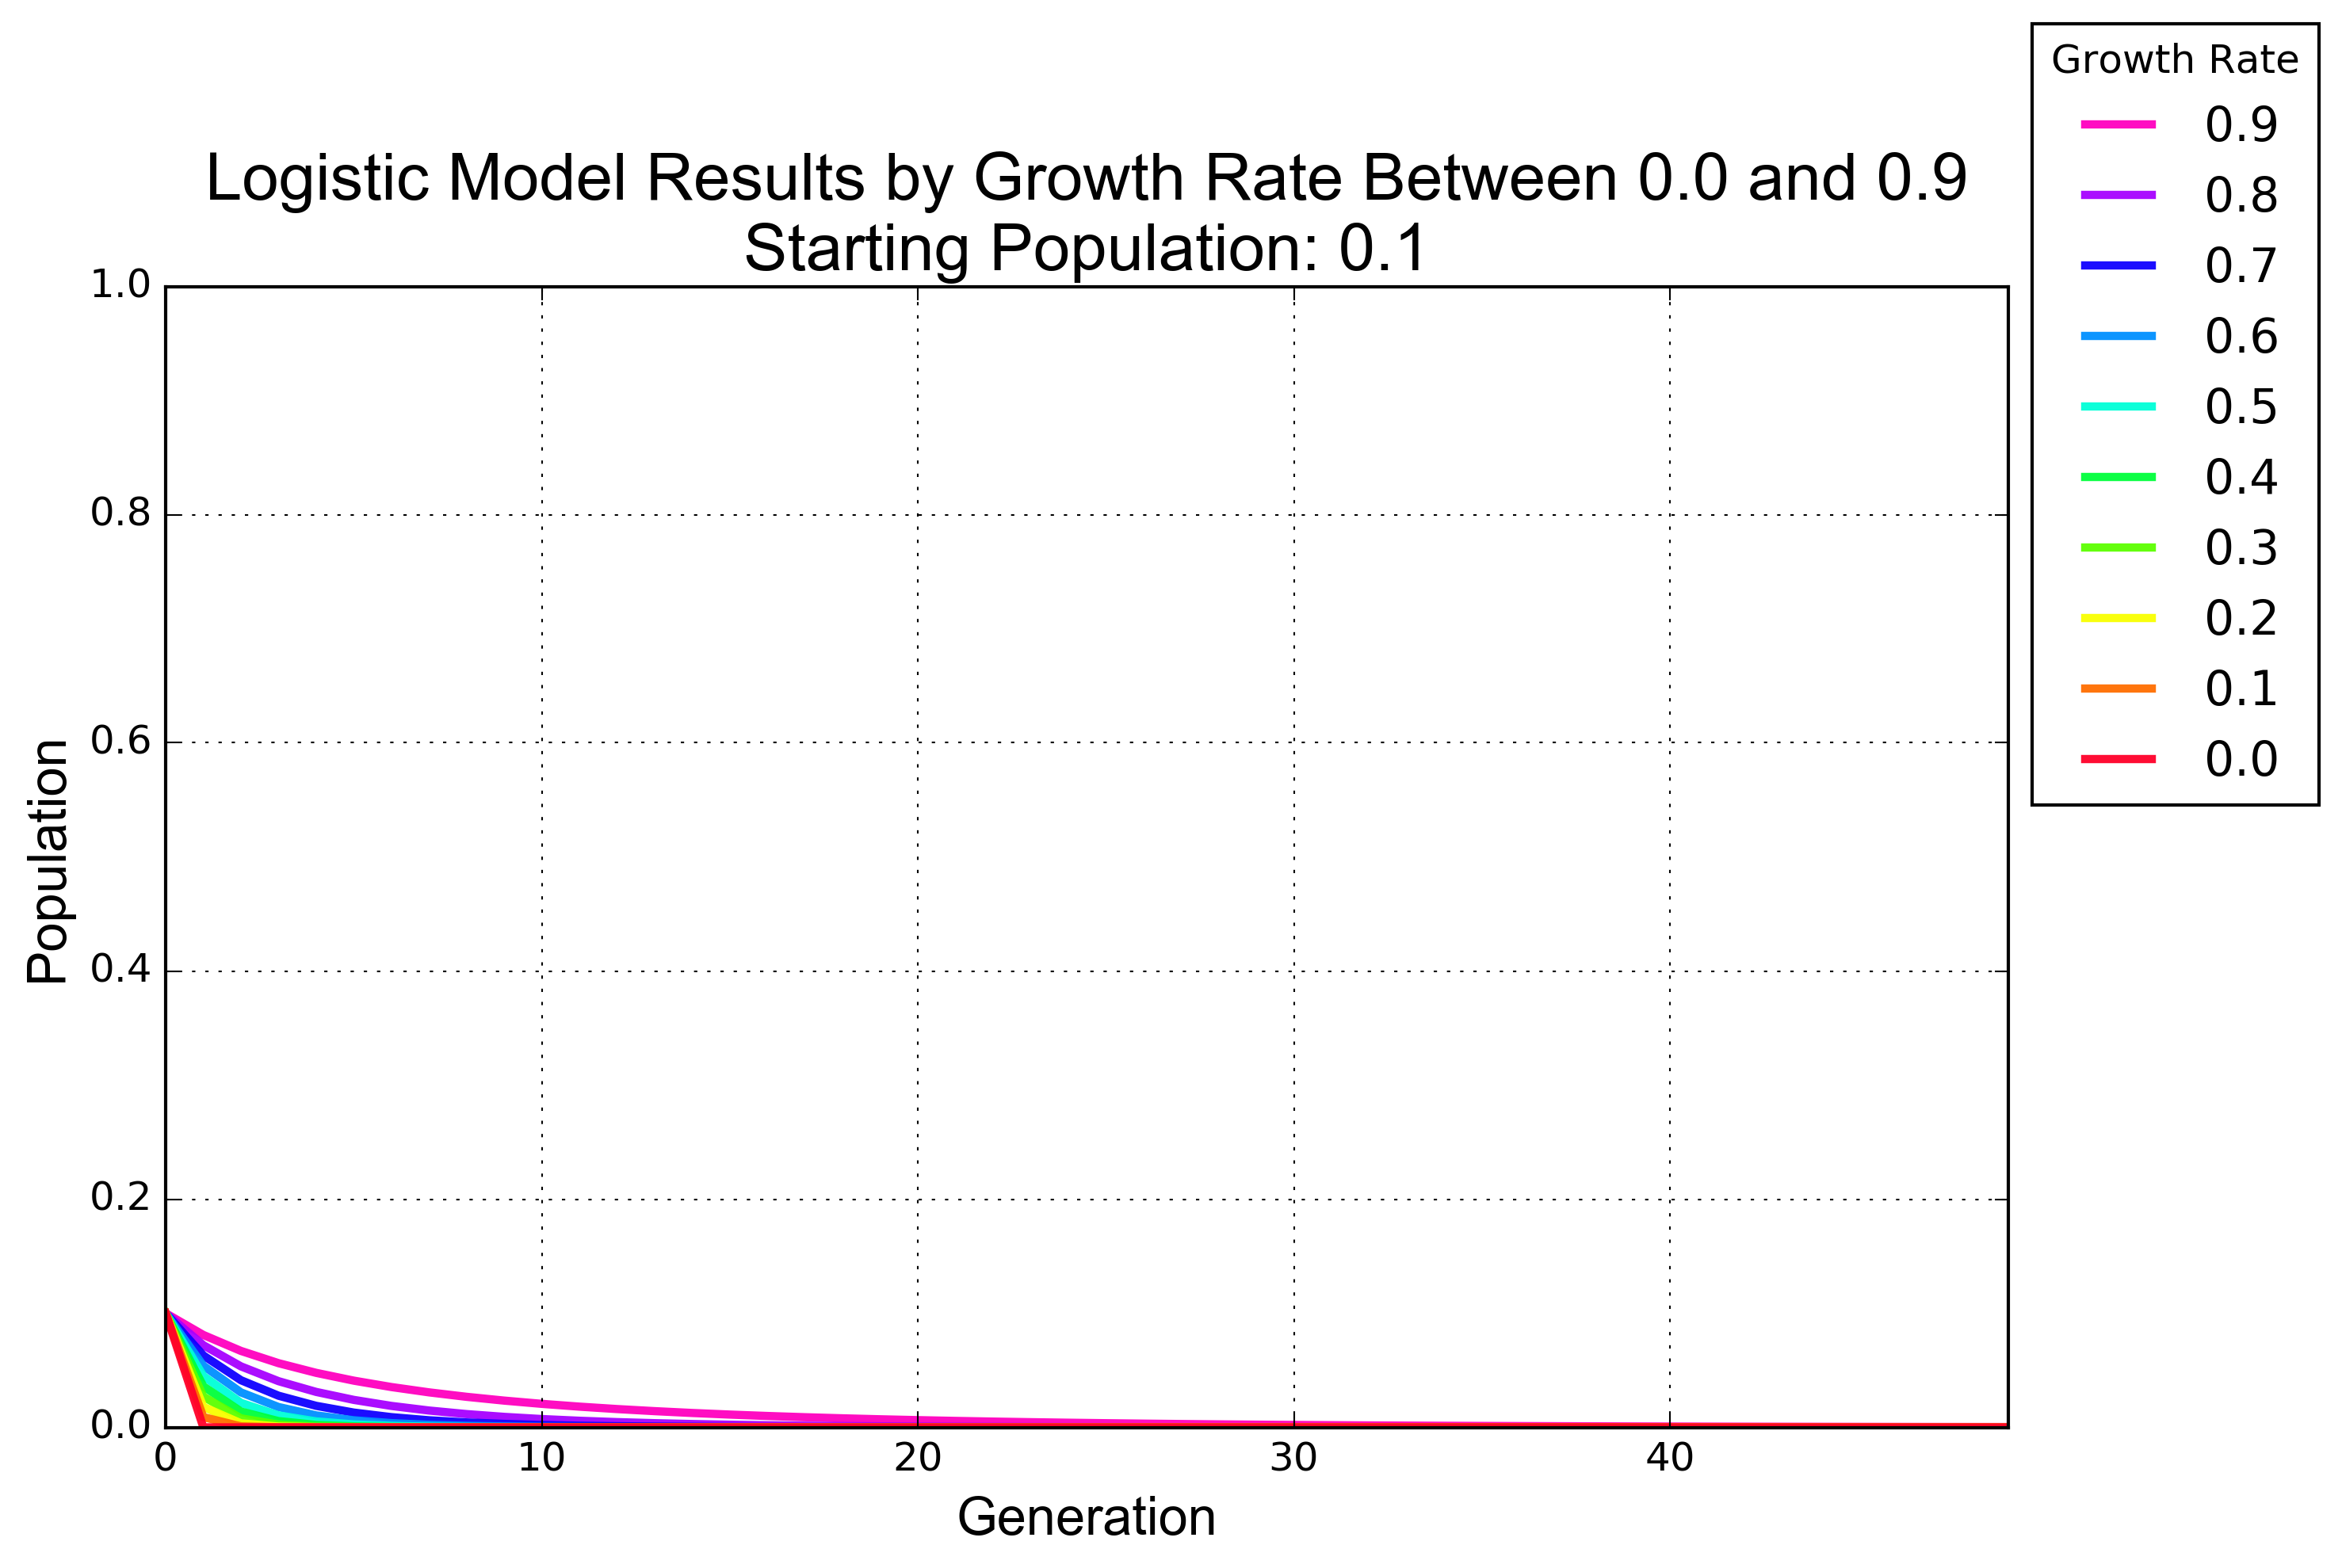 Logistic Model Results by Growth Rate Between 0.0 and 0.9
Starting Population: 0.1
Growth Rate
0.9
0.8
0.7
0.6
0.5
0.4
0.3
0.2
0.1
0.0
Population
1.0
0.8
0.6
0.4
0.2
0.0
0 10 20 30 40
Generation